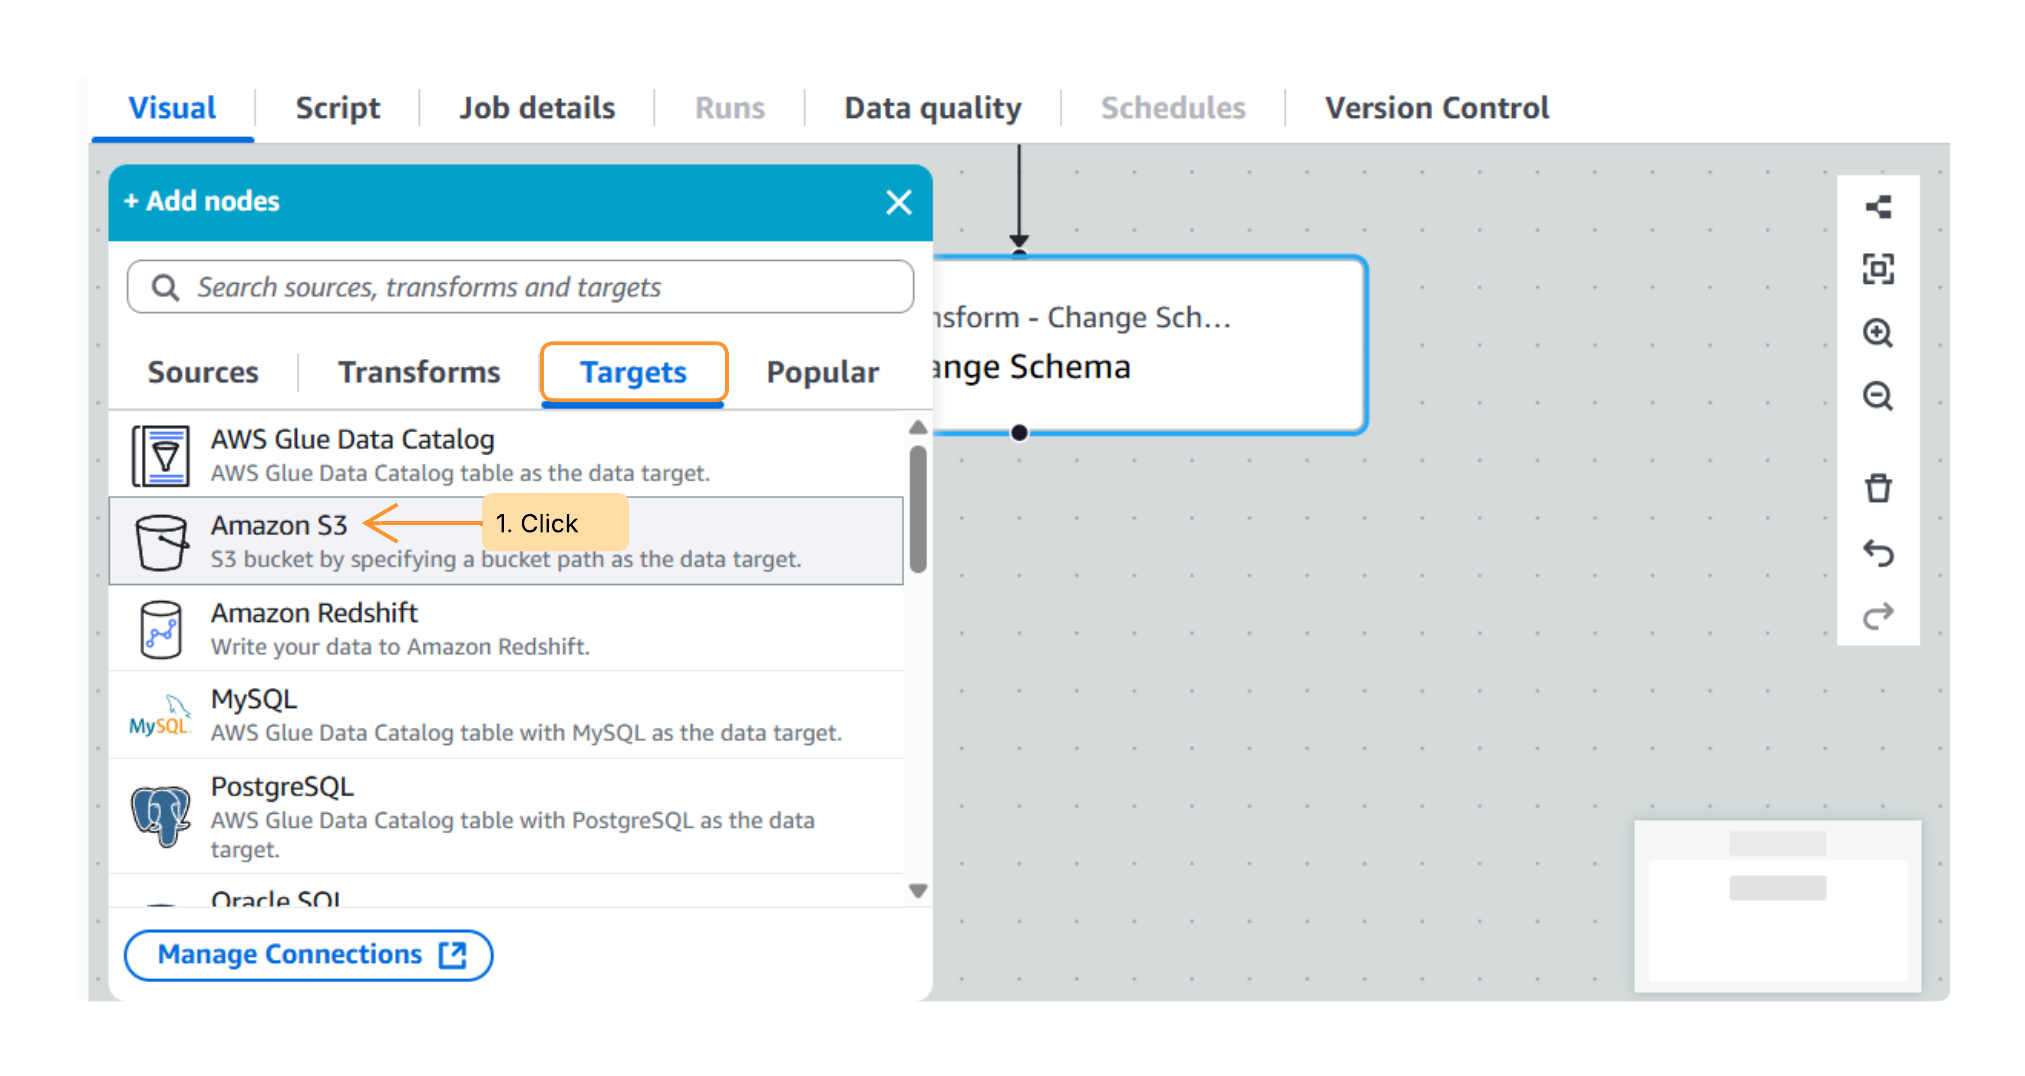 Visual Script Job details Runs Data quality Schedules Version Control
+ Add nodes
Search sources, transforms and targets
Sources Transforms Targets Popular
AWS Glue Data Catalog
AWS Glue Data Catalog table as the data target.
Amazon S3
1. Click
S3 bucket by specifying a bucket path as the data target.
Amazon Redshift
Write your data to Amazon Redshift.
MySQL
MySQL
AWS Glue Data Catalog table with MySQL as the data target.
PostgreSQL
AWS Glue Data Catalog table with PostgreSQL as the data
target.
Oracle SQL
Manage Connections
nsform - Change Sch...
ange Schema